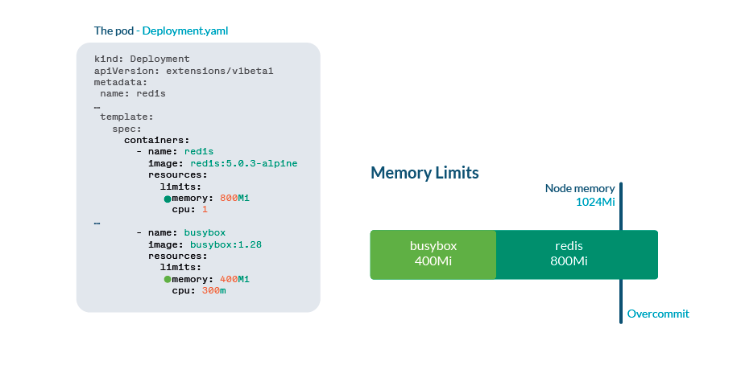 The pod - Deployment.yaml
kind: Deployment
apiVersion: extensions/v1beta1
metadata:
name: redis
…
template:
spec:
containers:
- name: redis
image: redis:5.0.3-alpine
resources:
limits:
memory: 800Mi
cpu: 1
…
- name: busybox
image: busybox:1.28
resources:
limits:
memory: 400Mi
cpu: 300m
Memory Limits
Node memory
1024Mi
busybox
400Mi
redis
800Mi
Overcommit